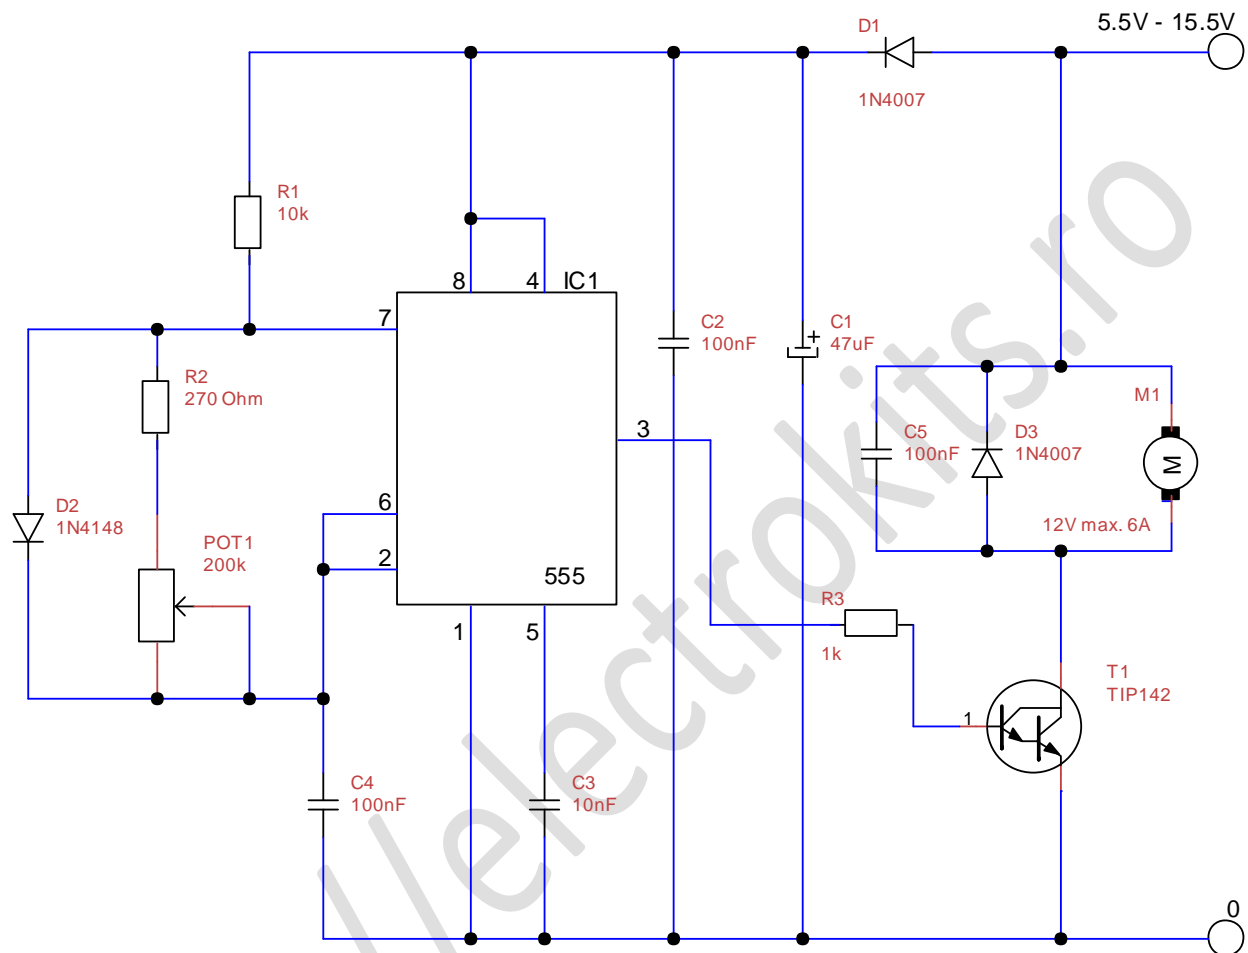 D1
5.5V - 15.5V
1N4007
R1
10k
8
4
IC1
7
C2
100nF
C1
47uF
+
R2
270 Ohm
M1
3
C5
100nF
D3
1N4007
M
D2
1N4148
6
12V max. 6A
POT1
200k
2
555
R3
1
5
1k
T1
TIP142
1
C4
100nF
C3
10nF
0
//electrokits.ro